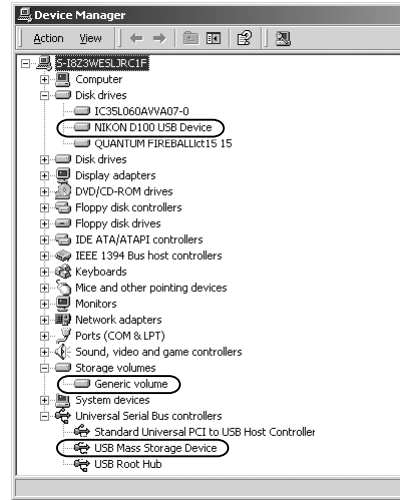 Device Manager
Action View
S-I8Z3WESLJRC1F
Computer
Disk drives
IC35L060AVVA07-0
NIKON D100 USB Device
QUANTUM FIREBALLlct15 15
Disk drives
Display adapters
DVD/CD-ROM drives
Floppy disk controllers
Floppy disk drives
IDE ATA/ATAPI controllers
IEEE 1394 Bus host controllers
Keyboards
Mice and other pointing devices
Monitors
Network adapters
Ports (COM & LPT)
Sound, video and game controllers
Storage volumes
Generic volume
System devices
Universal Serial Bus controllers
Standard Universal PCI to USB Host Controller
USB Mass Storage Device
USB Root Hub